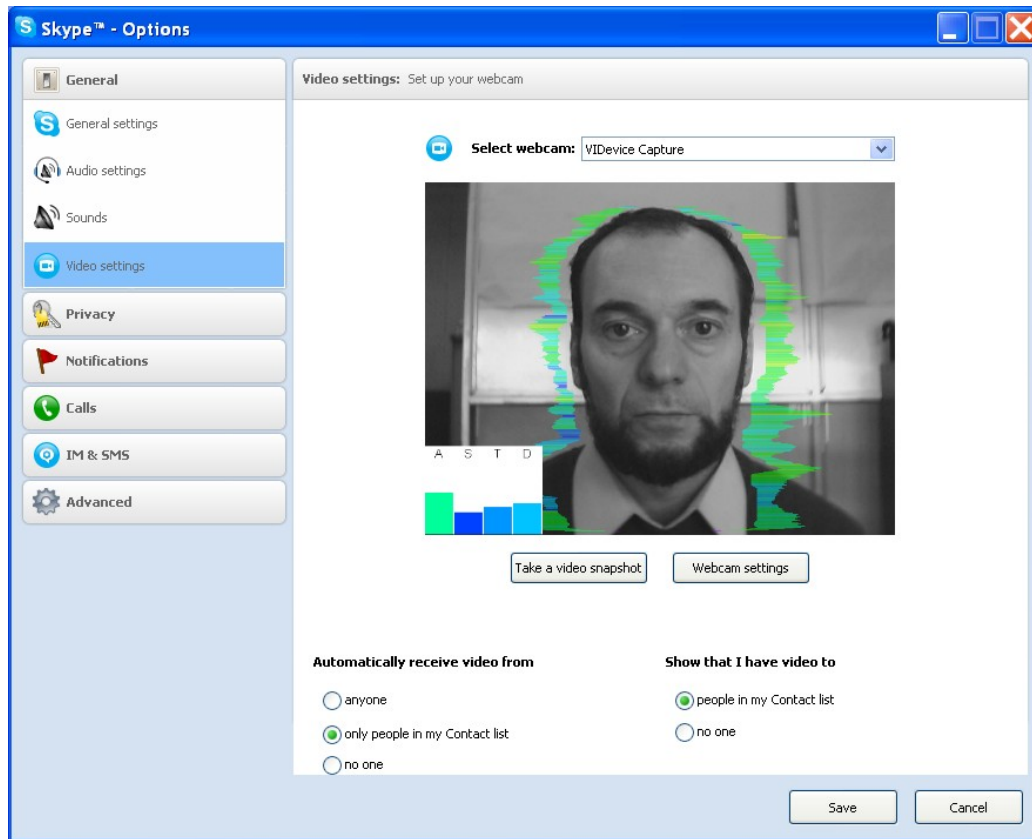 Skype™ - Options
General
General settings
Audio settings
Sounds
Video settings
Privacy
Notifications
Calls
IM & SMS
Advanced
Video settings: Set up your webcam
Select webcam: VIDevice Capture
A S T D
Take a video snapshot
Webcam settings
Automatically receive video from
anyone
only people in my Contact list
no one
Show that I have video to
people in my Contact list
no one
Save
Cancel